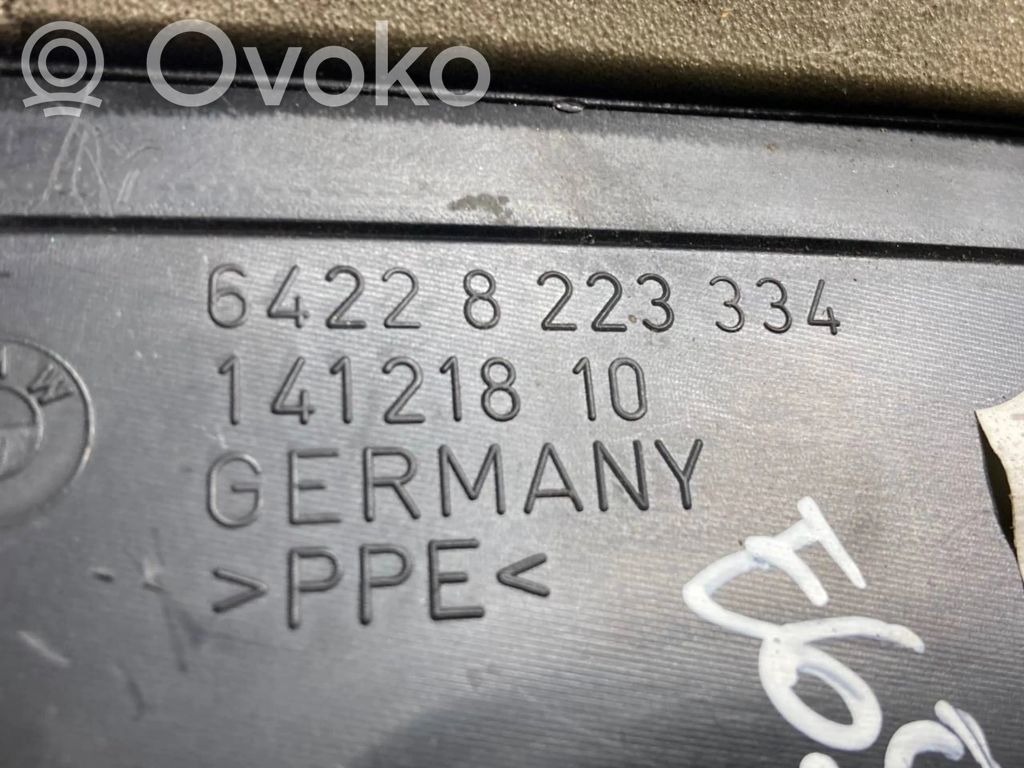 Ovoko
6422 8 223 334
141218 10
GERMANY
>PPE<